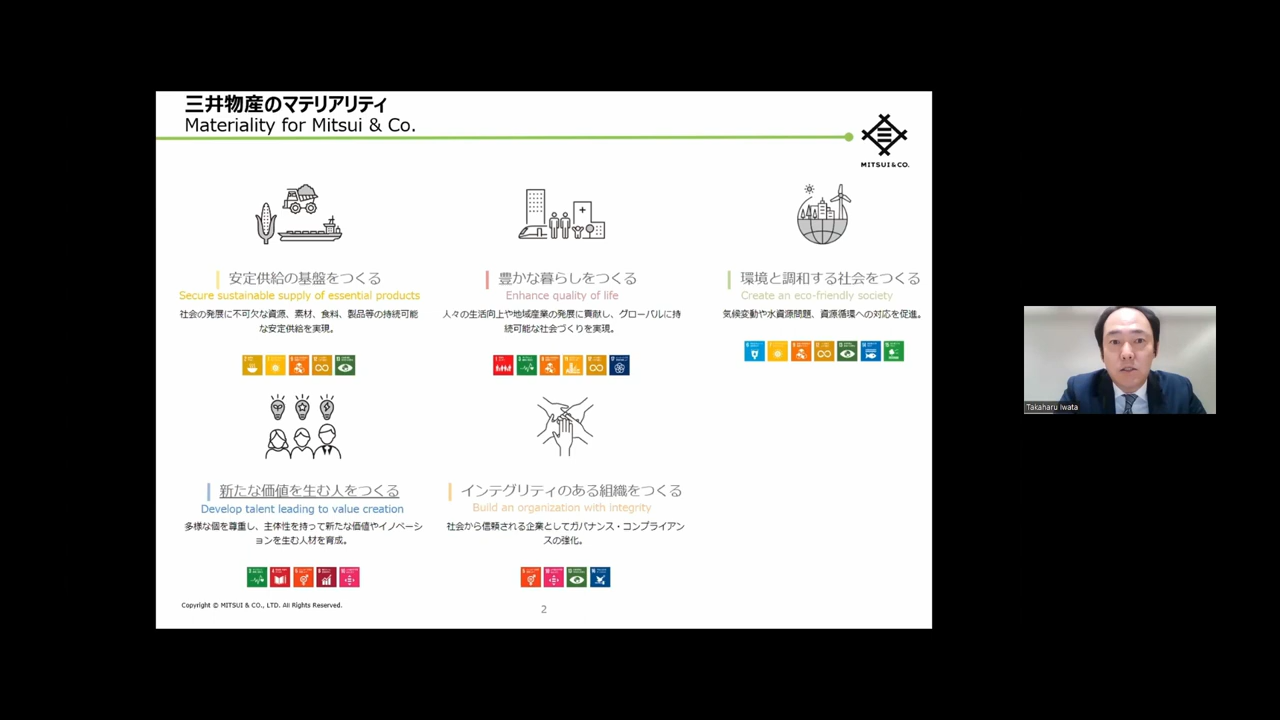 三井物産のマテリアリティ
Materiality for Mitsui & Co.
MITSUI&CO.
安定供給の基盤をつくる
Secure sustainable supply of essential products
社会の発展に不可欠な資源、素材、食料、製品等の持続可能
な安定供給を実現。
豊かな暮らしをつくる
Enhance quality of life
人々の生活向上や地域産業の発展に貢献し、グローバルに持
続可能な社会づくりを実現。
環境と調和する社会をつくる
Create an eco-friendly society
気候変動や水資源問題、資源循環への対応を促進。
新たな価値を生む人をつくる
Develop talent leading to value creation
多様な個を尊重し、主体性を持って新たな価値やイノベーシ
ョンを生む人材を育成。
インテグリティのある組織をつくる
Build an organization with integrity
社会から信頼される企業としてガバナンス・コンプライアン
スの強化。
Copyright © MITSUI & CO., LTD. All Rights Reserved.
2
Takaharu Iwata